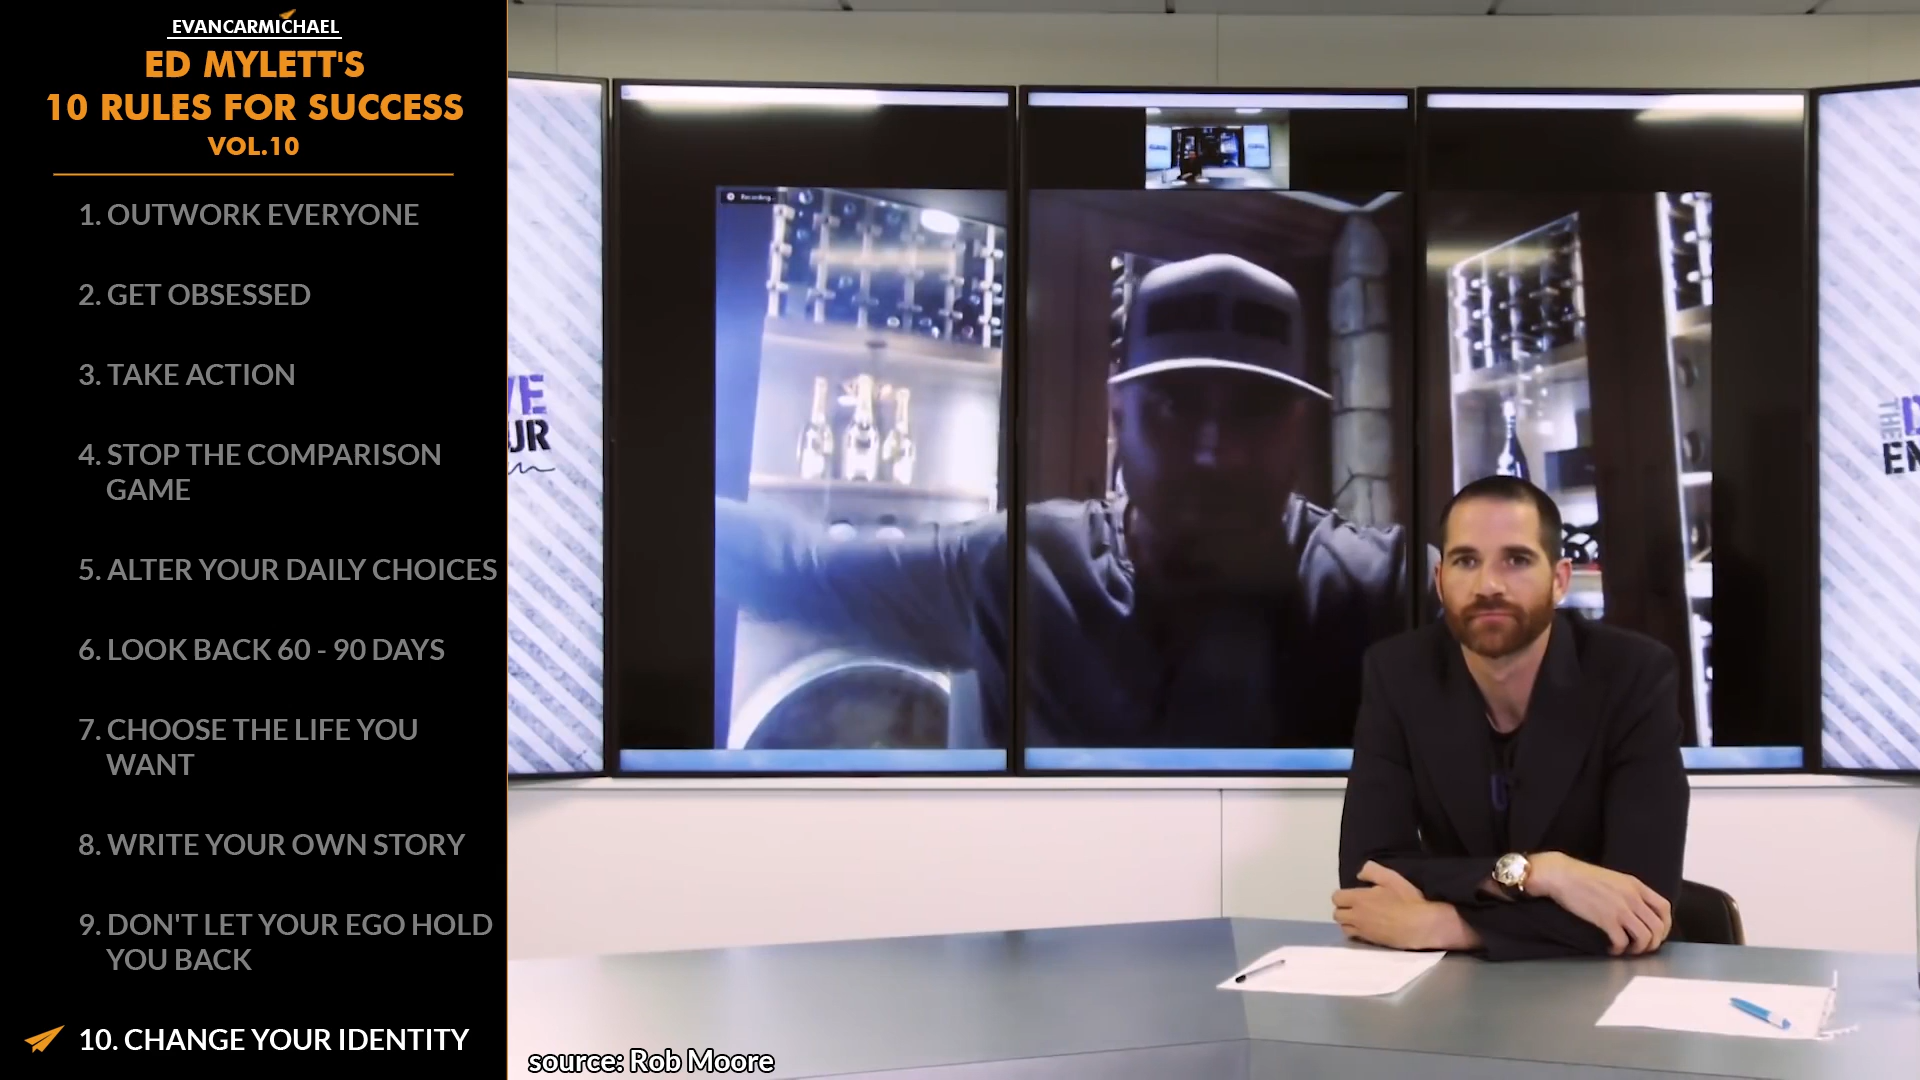 EVANCARMICHAEL
ED MYLETT'S
10 RULES FOR SUCCESS
VOL.10
1. OUTWORK EVERYONE
2. GET OBSESSED
3. TAKE ACTION
4. STOP THE COMPARISON
GAME
5. ALTER YOUR DAILY CHOICES
6. LOOK BACK 60 - 90 DAYS
7. CHOOSE THE LIFE YOU
WANT
8. WRITE YOUR OWN STORY
9. DON'T LET YOUR EGO HOLD
YOU BACK
10. CHANGE YOUR IDENTITY
Recording...
THE
source: Rob Moore